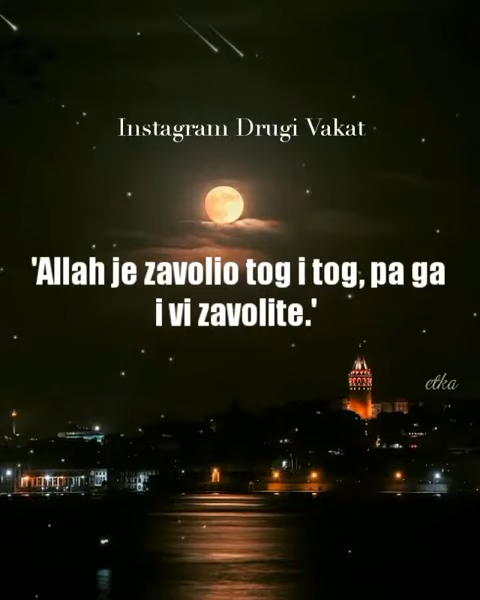 Instagram Drugi Vakat
'Allah je zavolio tog i tog, pa ga
i vi zavolite.'
etka